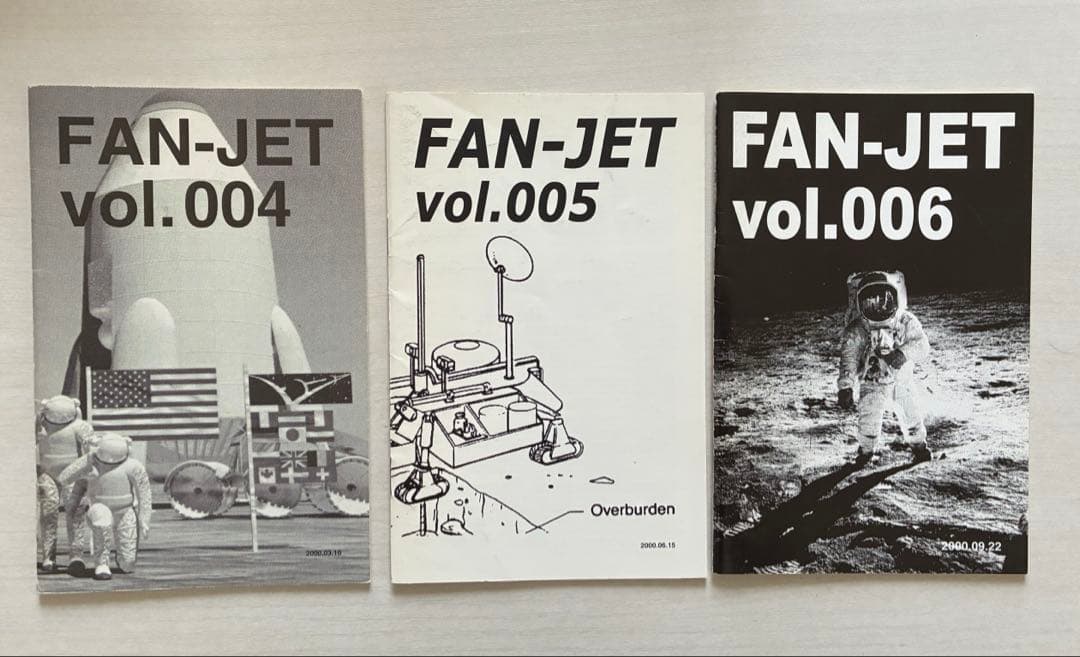 FAN-JET
vol.004
2000.03.10
FAN-JET
vol.005
Overburden
2000.06.15
FAN-JET
vol.006
2000.09.22